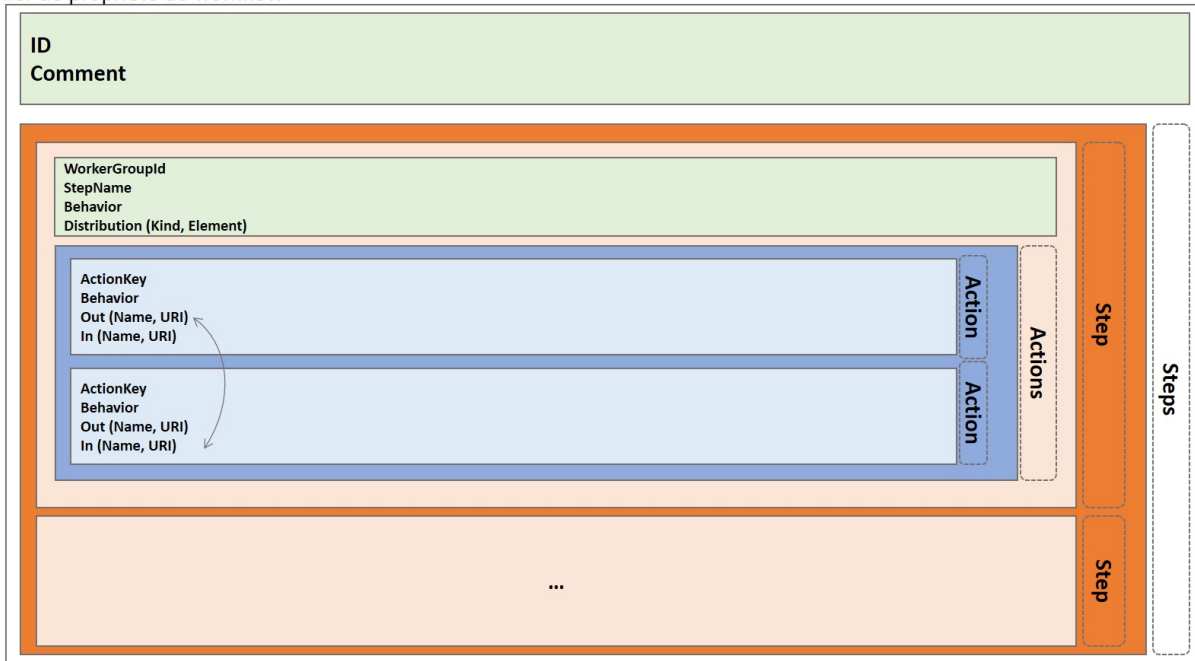 ID
Comment
WorkerGroupId
StepName
Behavior
Distribution (Kind, Element)
ActionKey
Behavior
Out (Name, URI)
In (Name, URI)
Action
ActionKey
Behavior
Out (Name, URI)
In (Name, URI)
Action
Actions
Step
Steps
...
Step